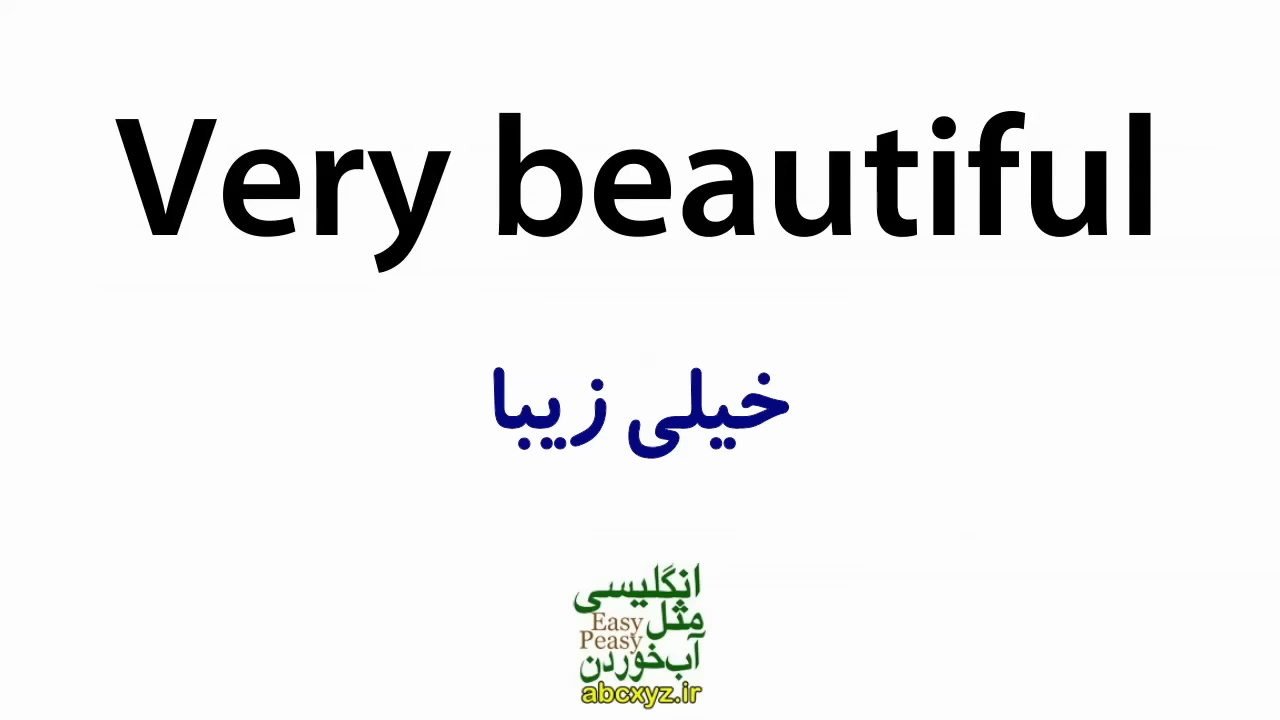 Very beautiful
خیلی زیبا
انگلیسی
مثل
Easy
Peasy
آب‌خوردن
abcxyz.ir